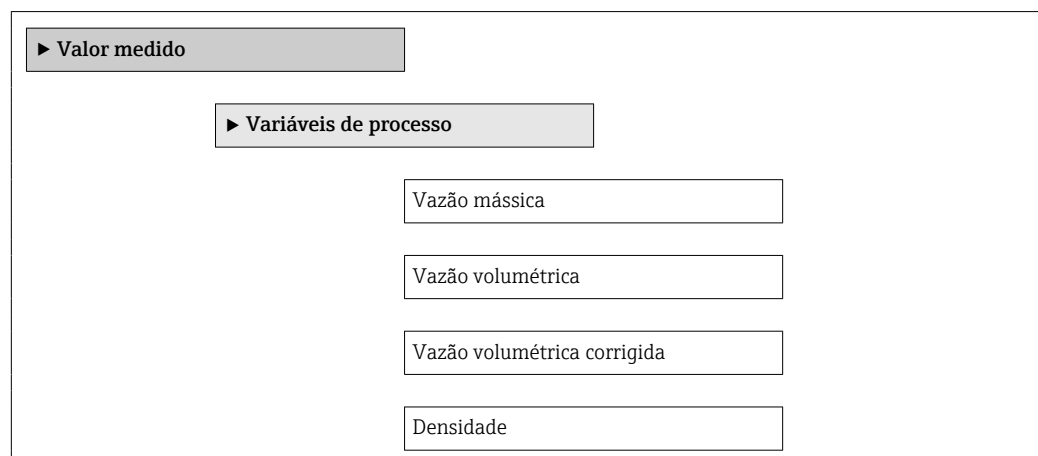 ► Valor medido
► Variáveis de processo
Vazão mássica
Vazão volumétrica
Vazão volumétrica corrigida
Densidade